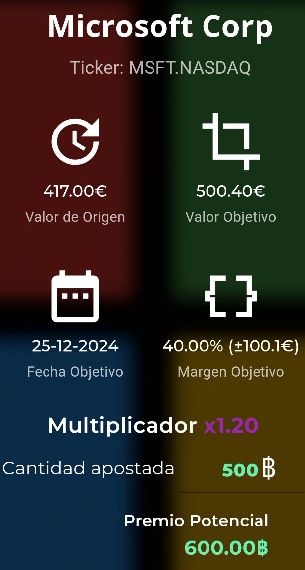 Microsoft Corp
Ticker: MSFT.NASDAQ
417.00€ 500.40€
Valor de Origen Valor Objetivo
25-12-2024 40.00% (±100.1€)
Fecha Objetivo Margen Objetivo
Multiplicador x1.20
Cantidad apostada 500 ฿
Premio Potencial
600.00฿